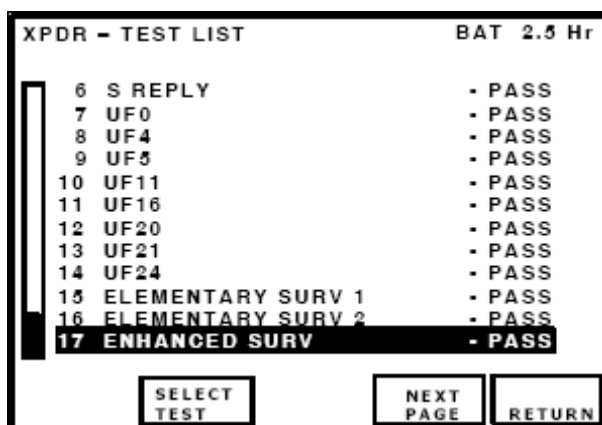 XPDR – TEST LIST BAT 2.5 Hr
6 S REPLY - PASS
7 UF0 - PASS
8 UF4 - PASS
9 UF5 - PASS
10 UF11 - PASS
11 UF16 - PASS
12 UF20 - PASS
13 UF21 - PASS
14 UF24 - PASS
15 ELEMENTARY SURV 1 - PASS
16 ELEMENTARY SURV 2 - PASS
17 ENHANCED SURV - PASS
SELECT
TEST
NEXT
PAGE
RETURN